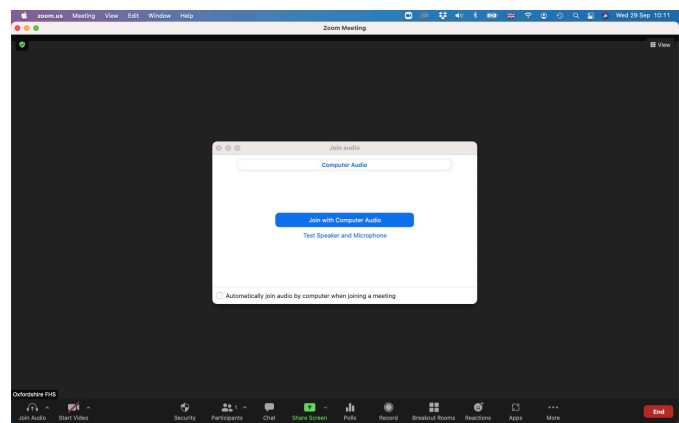 zoom.us Meeting View Edit Window Help Wed 29 Sep 10:11
Zoom Meeting
View
Join audio
Computer Audio
Join with Computer Audio
Test Speaker and Microphone
Automatically join audio by computer when joining a meeting
Oxfordshire FHS
1
Join Audio Start Video Security Participants Chat Share Screen Polls Record Breakout Rooms Reactions Apps More End